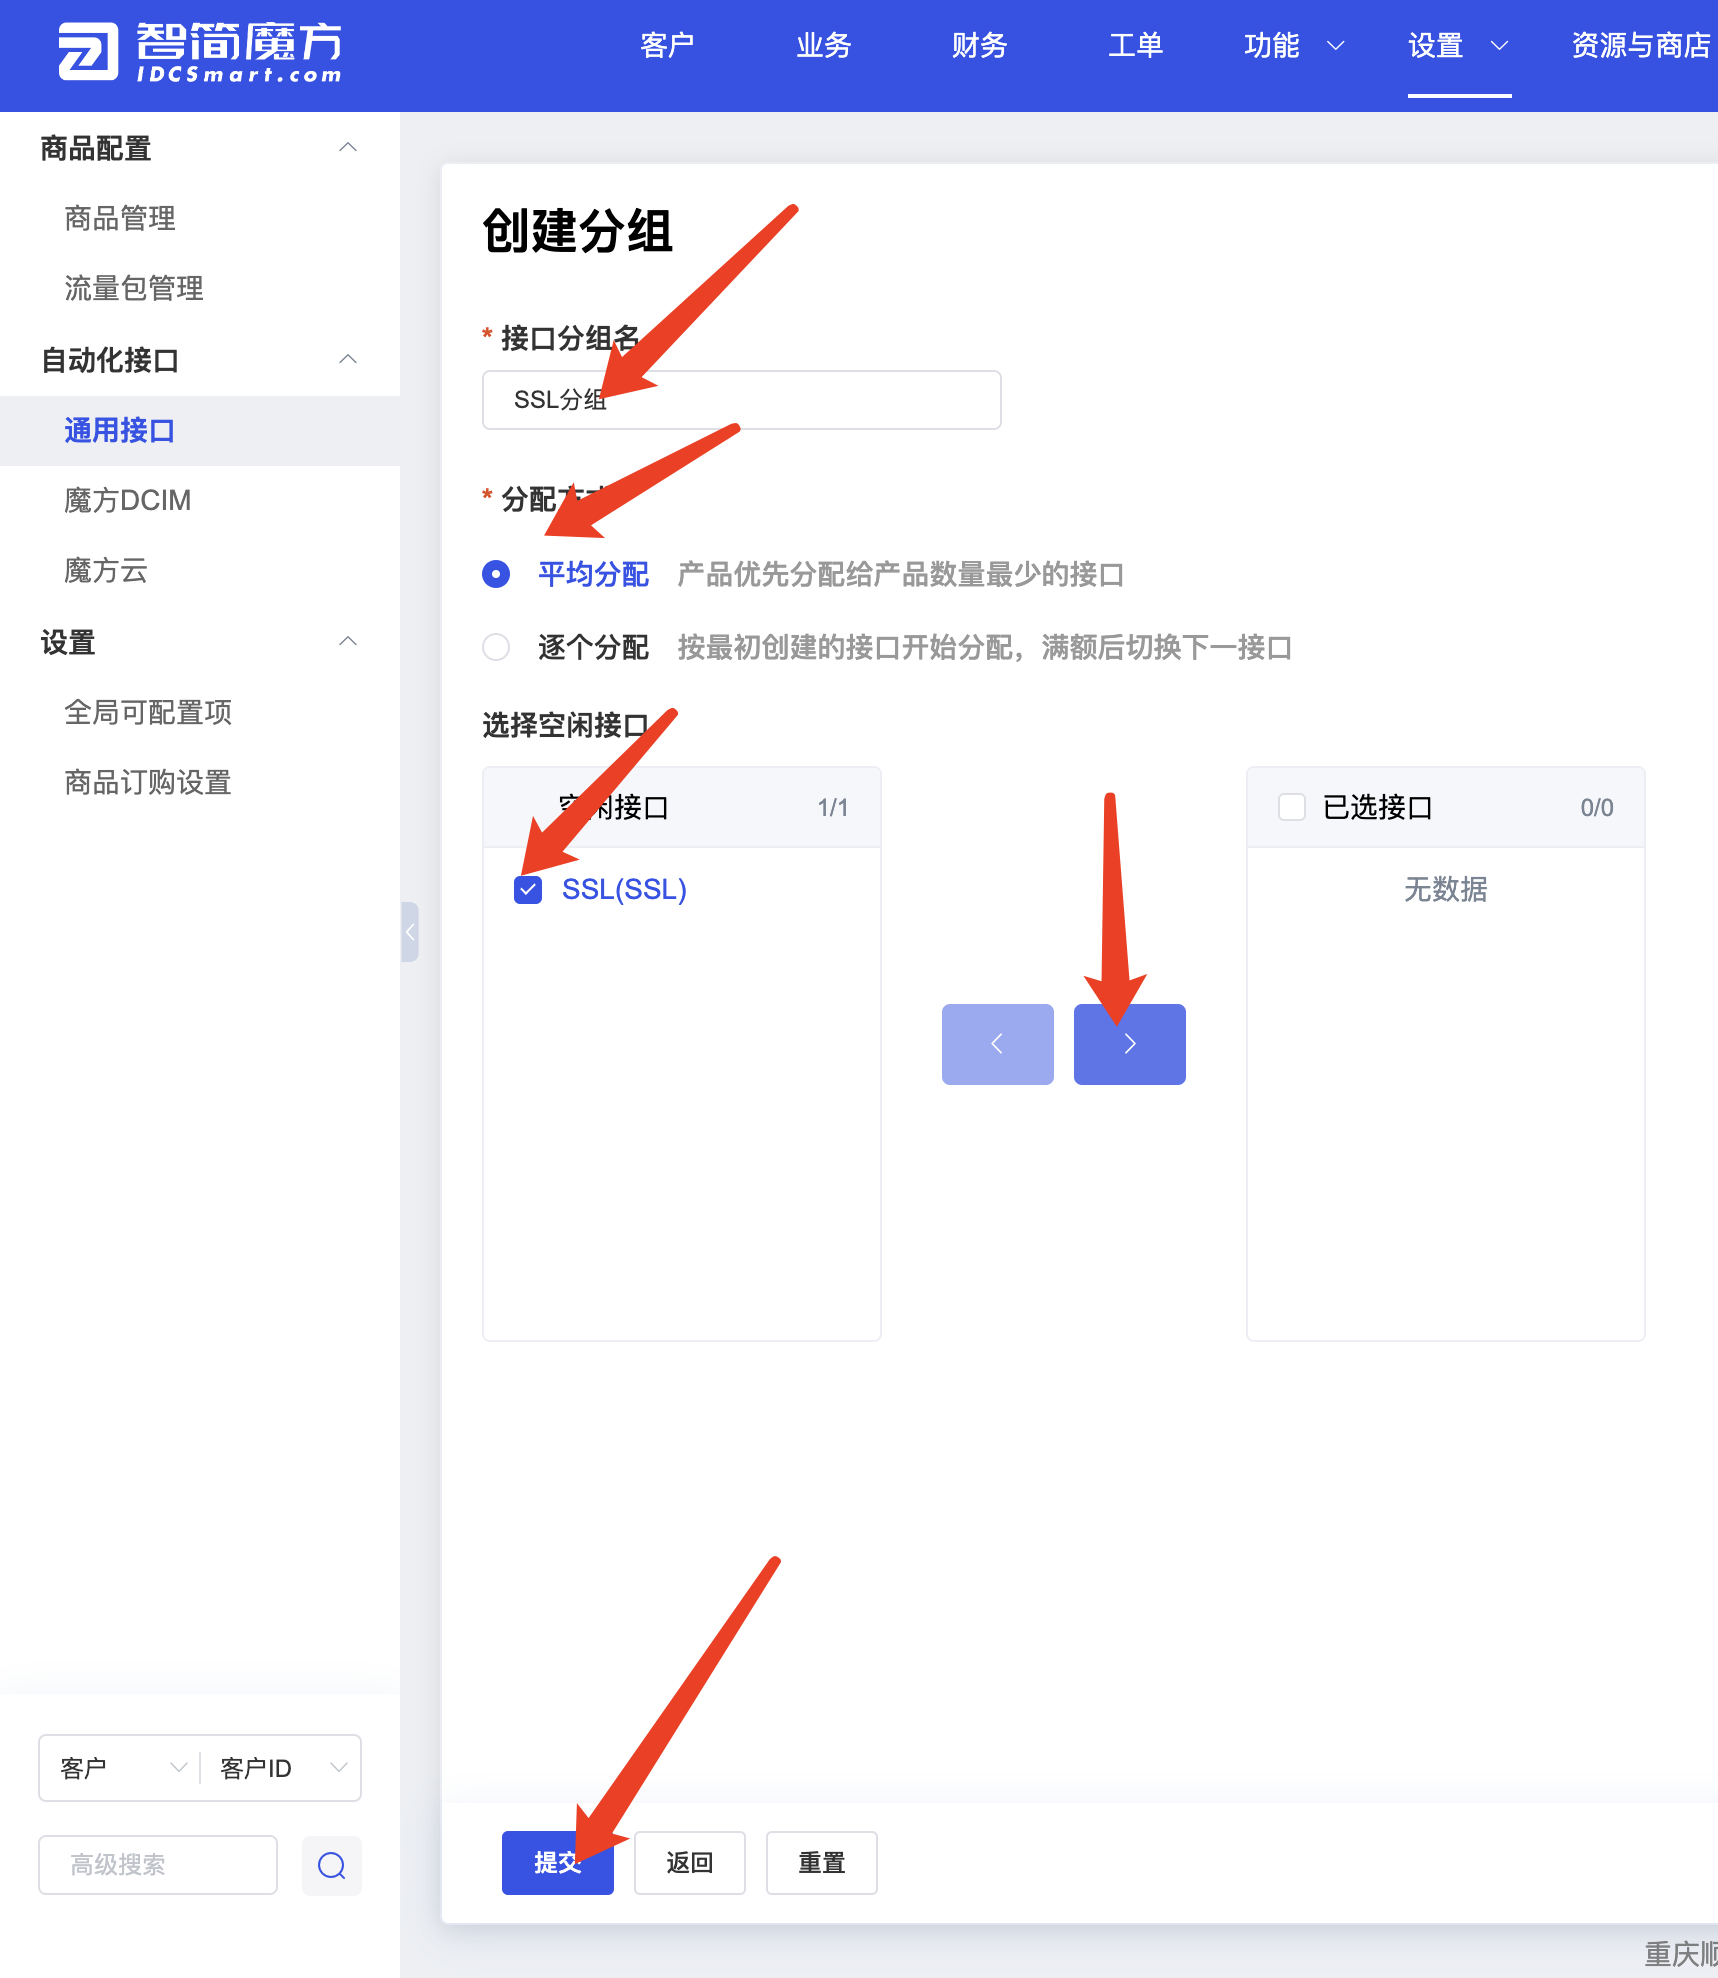 智简魔方
IDCSmart.com
客户
业务
财务
工单
功能
设置
资源与商店
商品配置
商品管理
流量包管理
自动化接口
通用接口
魔方DCIM
魔方云
设置
全局可配置项
商品订购设置
创建分组
* 接口分组名
SSL分组
* 分配方式
平均分配 产品优先分配给产品数量最少的接口
逐个分配 按最初创建的接口开始分配，满额后切换下一接口
选择空闲接口
空闲接口 1/1
SSL(SSL)
已选接口 0/0
无数据
客户
客户ID
高级搜索
提交
返回
重置
重庆顺